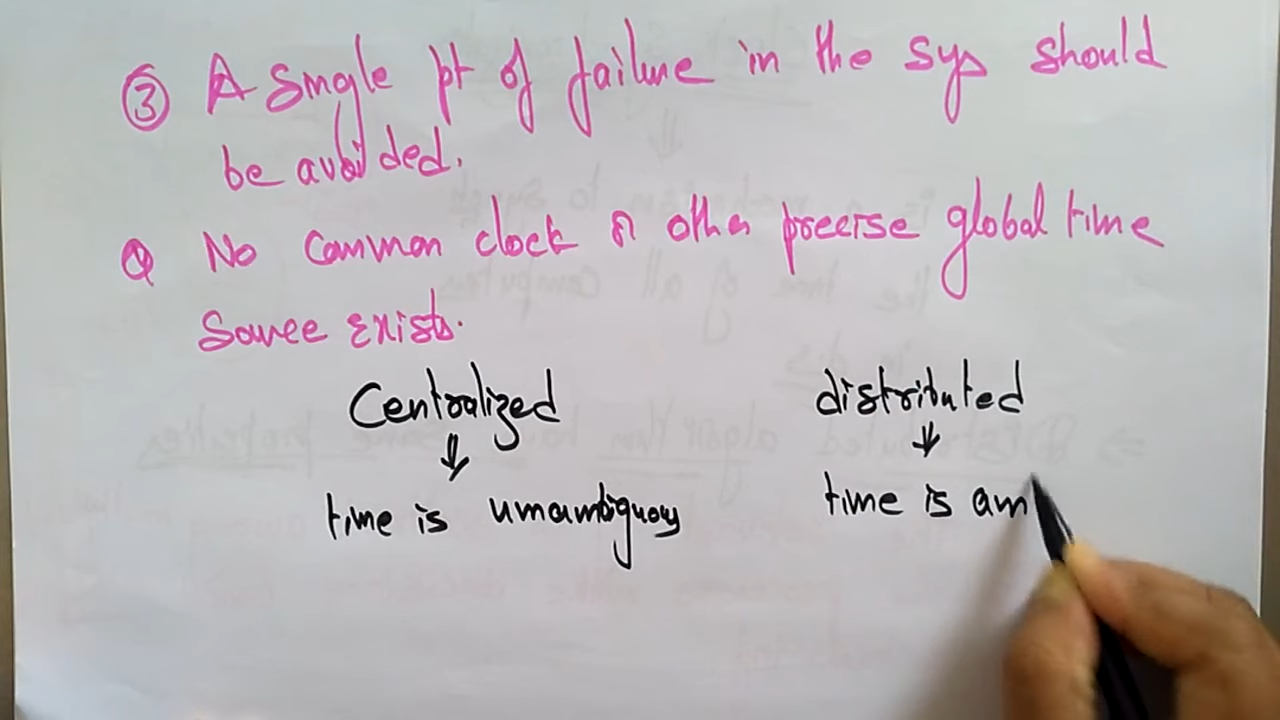 ③ A single pt of failure in the sys should
be avoided.
④ No common clock or other precise global time
source exists.
Centralized distributed
⇓ ↓
time is unambiguous time is am